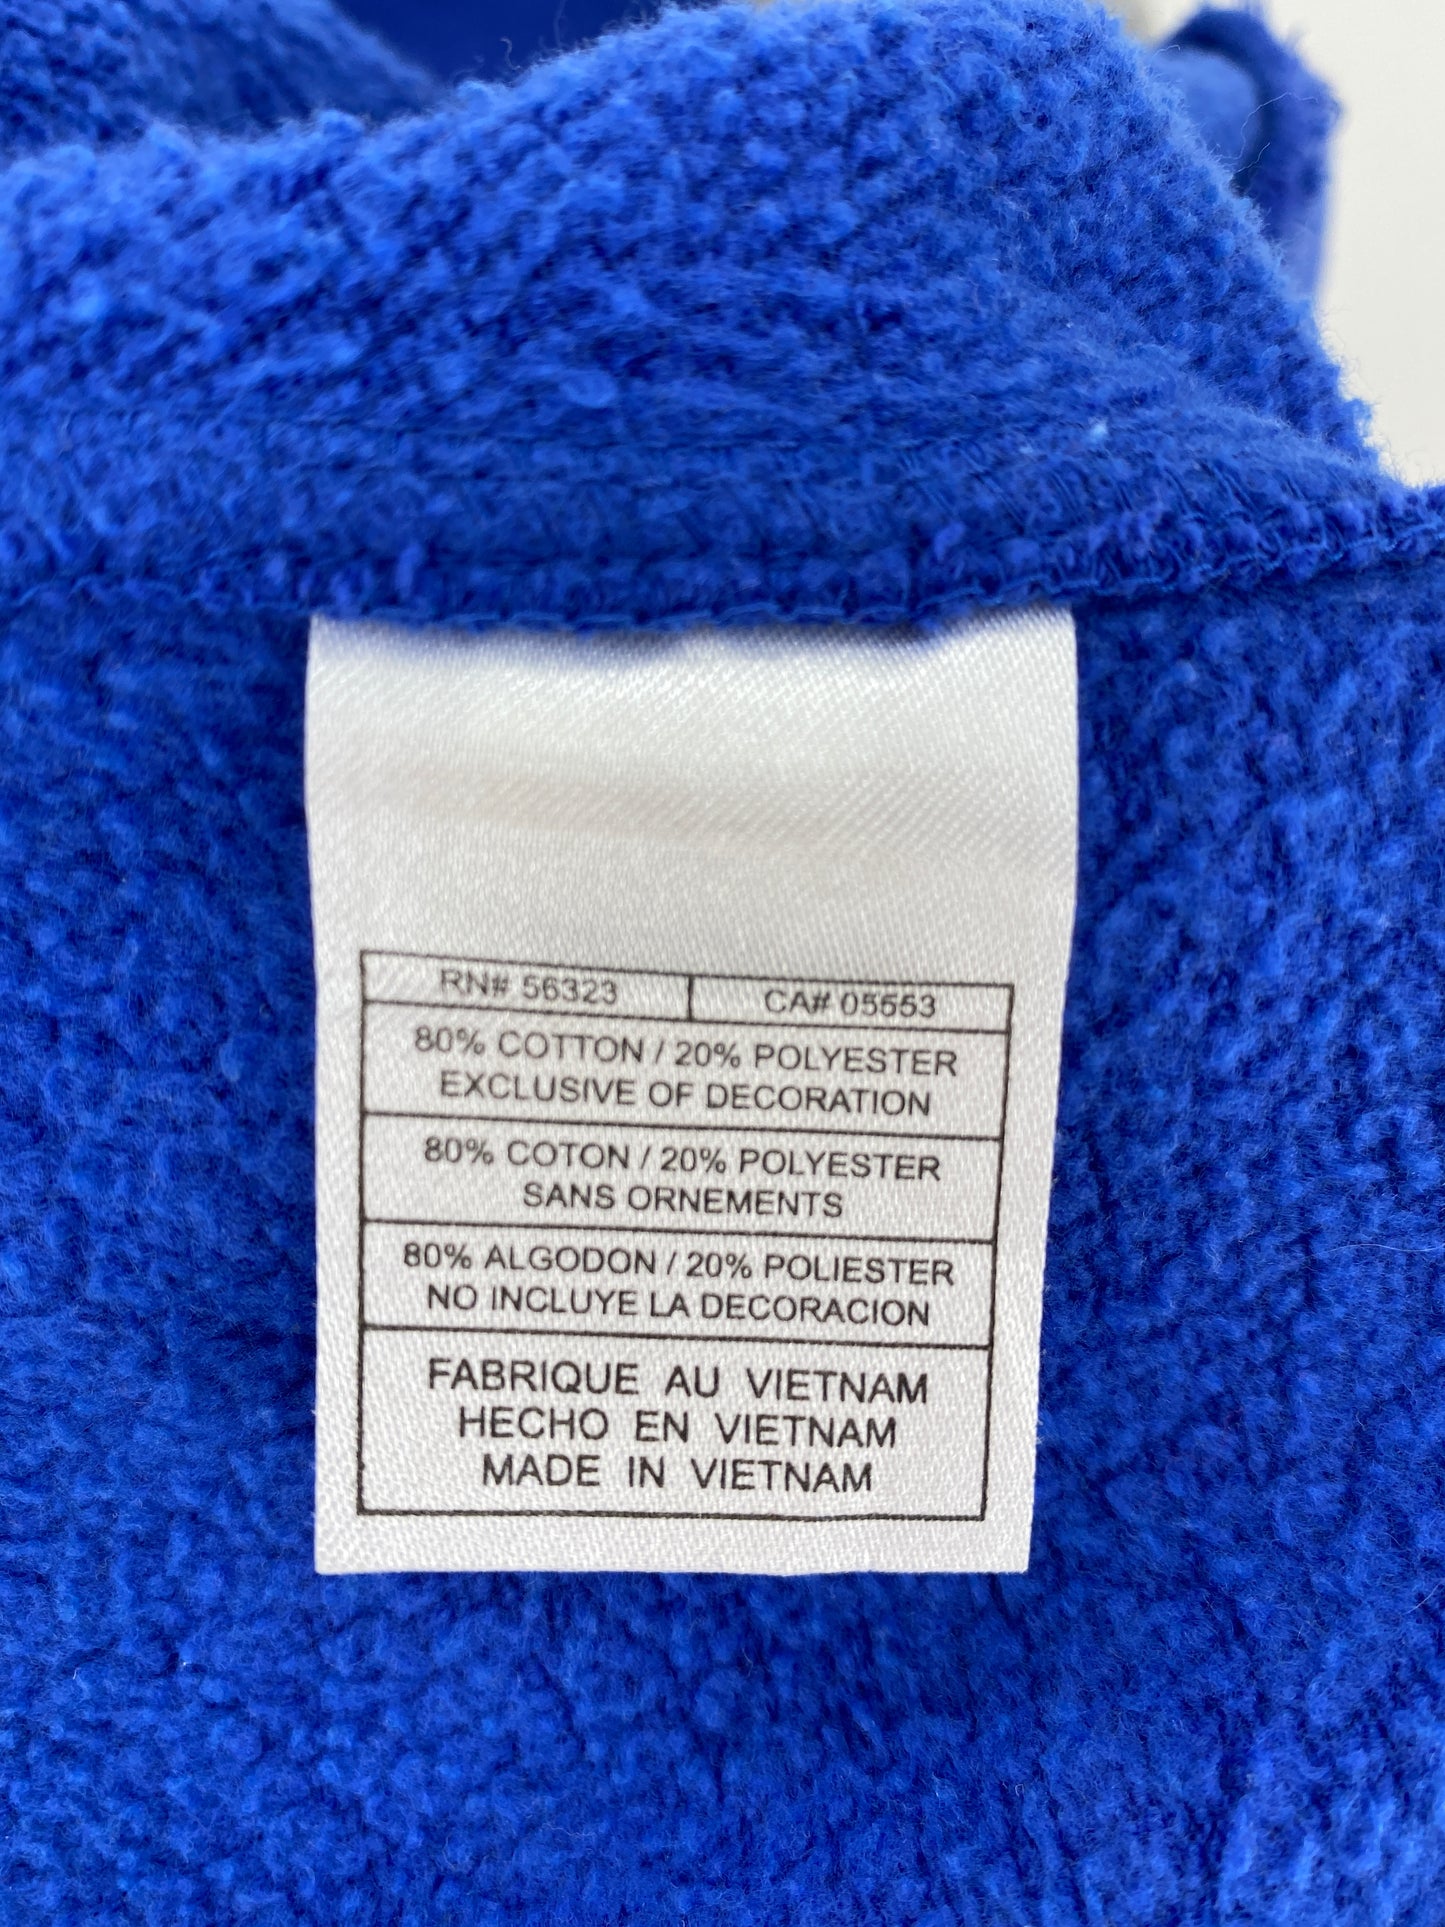 RN# 56323 CA# 05553
80% COTTON / 20% POLYESTER
EXCLUSIVE OF DECORATION
80% COTON / 20% POLYESTER
SANS ORNEMENTS
80% ALGODON / 20% POLIESTER
NO INCLUYE LA DECORACION
FABRIQUE AU VIETNAM
HECHO EN VIETNAM
MADE IN VIETNAM